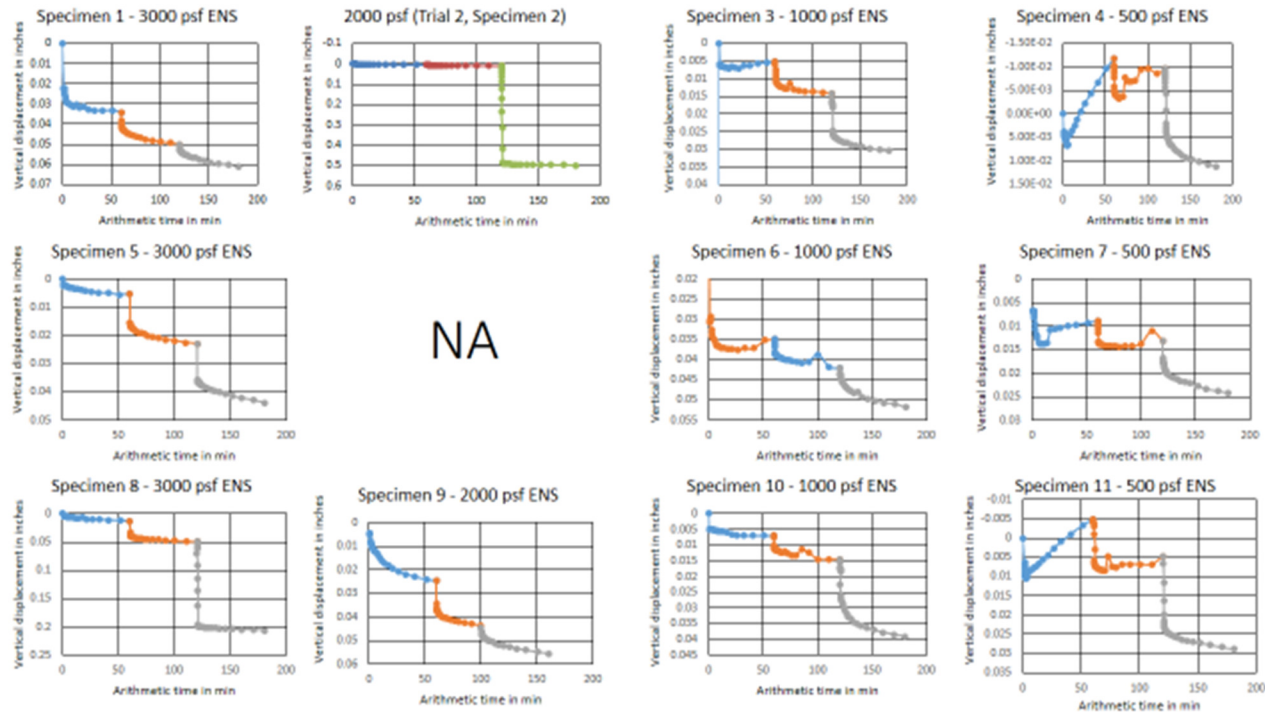 Specimen 1 - 3000 psf ENS
Vertical displacement in inches
0
0.01
0.02
0.03
0.04
0.05
0.06
0.07
0 50 100 150 200
Arithmetic time in min
2000 psf (Trial 2, Specimen 2)
Vertical displacement in inches
-0.1
0
0.1
0.2
0.3
0.4
0.5
0.6
0 50 100 150 200
Arithmetic time in min
Specimen 3 - 1000 psf ENS
Vertical displacement in inches
0
0.005
0.01
0.015
0.02
0.025
0.03
0.035
0.04
0 50 100 150 200
Arithmetic time in min
Specimen 4 - 500 psf ENS
Vertical displacement in inches
-1.50E-02
-1.00E-02
-5.00E-03
0.00E+00
5.00E-03
1.00E-02
1.50E-02
0 50 100 150 200
Arithmetic time in min
Specimen 5 - 3000 psf ENS
Vertical displacement in inches
0
0.01
0.02
0.03
0.04
0.05
0 50 100 150 200
Arithmetic time in min
NA
Specimen 6 - 1000 psf ENS
Vertical displacement in inches
0.02
0.025
0.03
0.035
0.04
0.045
0.05
0.055
0 50 100 150 200
Arithmetic time in min
Specimen 7 - 500 psf ENS
Vertical displacement in inches
0
0.005
0.01
0.015
0.02
0.025
0.03
0 50 100 150 200
Arithmetic time in min
Specimen 8 - 3000 psf ENS
Vertical displacement in inches
0
0.05
0.1
0.15
0.2
0.25
0 50 100 150 200
Arithmetic time in min
Specimen 9 - 2000 psf ENS
Vertical displacement in inches
0
0.01
0.02
0.03
0.04
0.05
0.06
0 50 100 150 200
Arithmetic time in min
Specimen 10 - 1000 psf ENS
Vertical displacement in inches
0
0.005
0.01
0.015
0.02
0.025
0.03
0.035
0.04
0.045
0 50 100 150 200
Arithmetic time in min
Specimen 11 - 500 psf ENS
Vertical displacement in inches
-0.01
-0.005
0
0.005
0.01
0.015
0.02
0.025
0.03
0.035
0 50 100 150 200
Arithmetic time in min